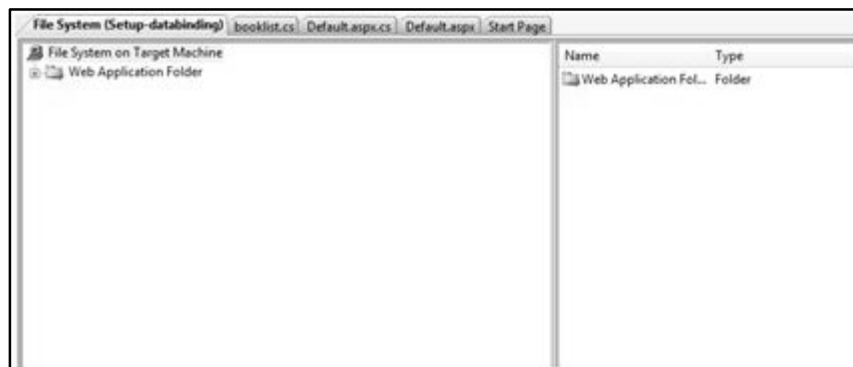 File System (Setup-databinding) booklist.cs Default.aspx.cs Default.aspx Start Page
File System on Target Machine
Web Application Folder
Name Type
Web Application Fol... Folder